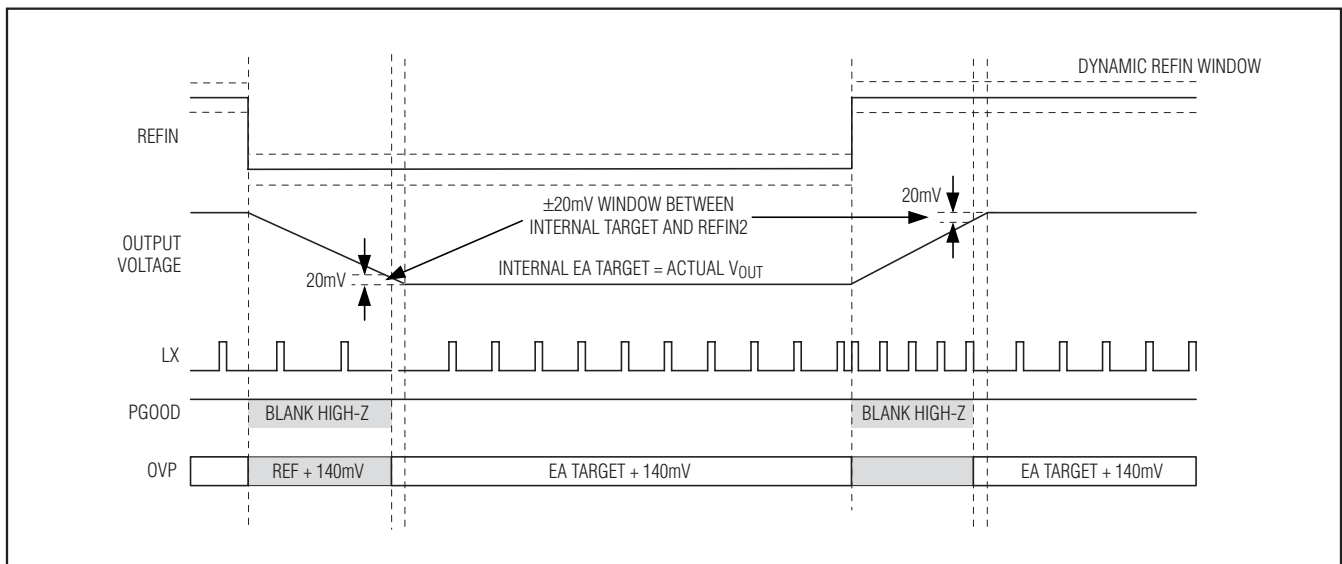 DYNAMIC REFIN WINDOW
REFIN
±20mV WINDOW BETWEEN
INTERNAL TARGET AND REFIN2
20mV
OUTPUT
VOLTAGE
20mV
INTERNAL EA TARGET = ACTUAL VOUT
LX
PGOOD
BLANK HIGH-Z
BLANK HIGH-Z
OVP
REF + 140mV
EA TARGET + 140mV
EA TARGET + 140mV